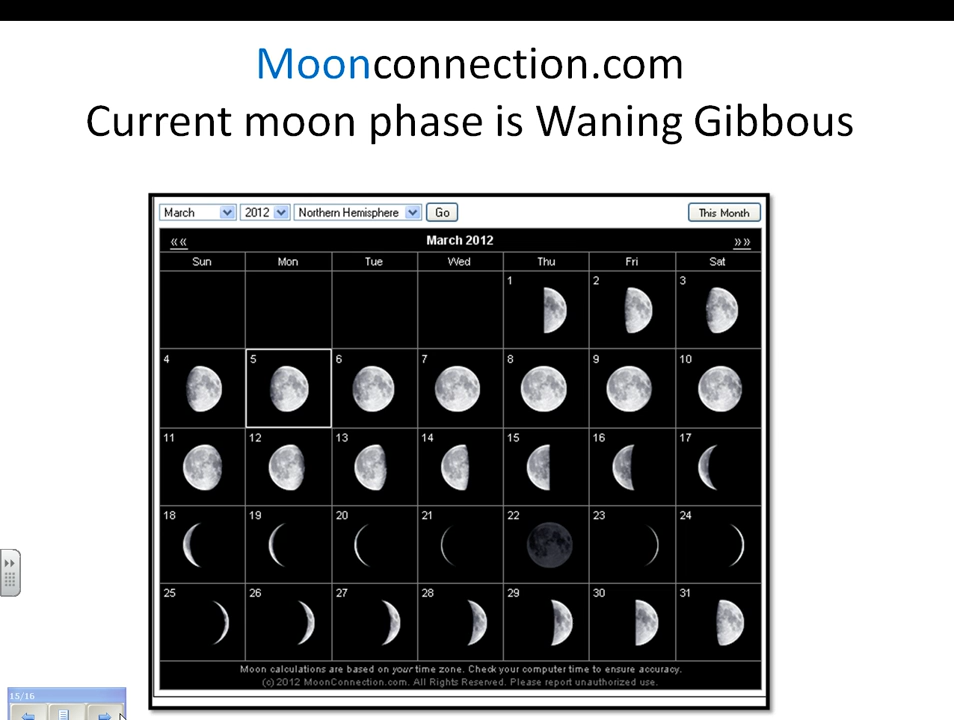 Moonconnection.com
Current moon phase is Waning Gibbous
March 2012 Northern Hemisphere Go This Month
«« March 2012 »»
Sun Mon Tue Wed Thu Fri Sat
1 2 3
4 5 6 7 8 9 10
11 12 13 14 15 16 17
18 19 20 21 22 23 24
25 26 27 28 29 30 31
Moon calculations are based on your time zone. Check your computer time to ensure accuracy.
(c) 2012 MoonConnection.com. All Rights Reserved. Please report unauthorized use.
15/16